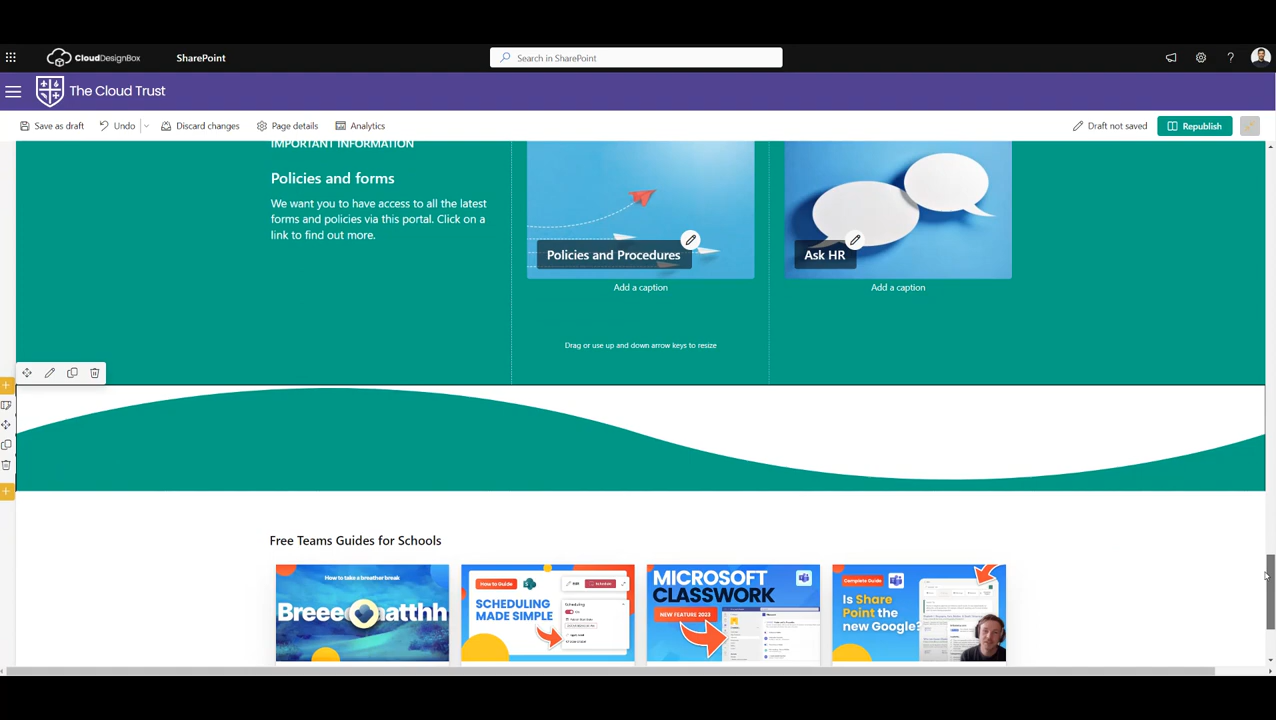 CloudDesignBox
SharePoint
Search in SharePoint
The Cloud Trust
Save as draft
Undo
Discard changes
Page details
Analytics
Draft not saved
Republish
IMPORTANT INFORMATION
Policies and forms
We want you to have access to all the latest
forms and policies via this portal. Click on a
link to find out more.
Policies and Procedures
Add a caption
Drag or use up and down arrow keys to resize
Ask HR
Add a caption
Free Teams Guides for Schools
How to take a breather break
How to Guide
SCHEDULING
MADE SIMPLE
Scheduling
MICROSOFT
CLASSWORK
NEW FEATURE 2023
Complete Guide
Is Share
Point the
new Google?